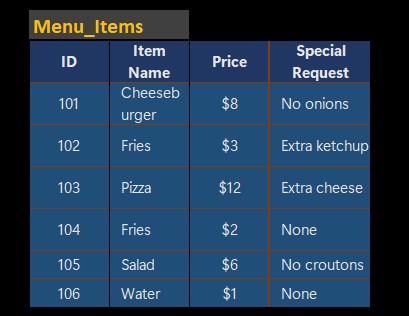 Menu_Items
ID Item Name Price Special Request
101 Cheeseburger $8 No onions
102 Fries $3 Extra ketchup
103 Pizza $12 Extra cheese
104 Fries $2 None
105 Salad $6 No croutons
106 Water $1 None